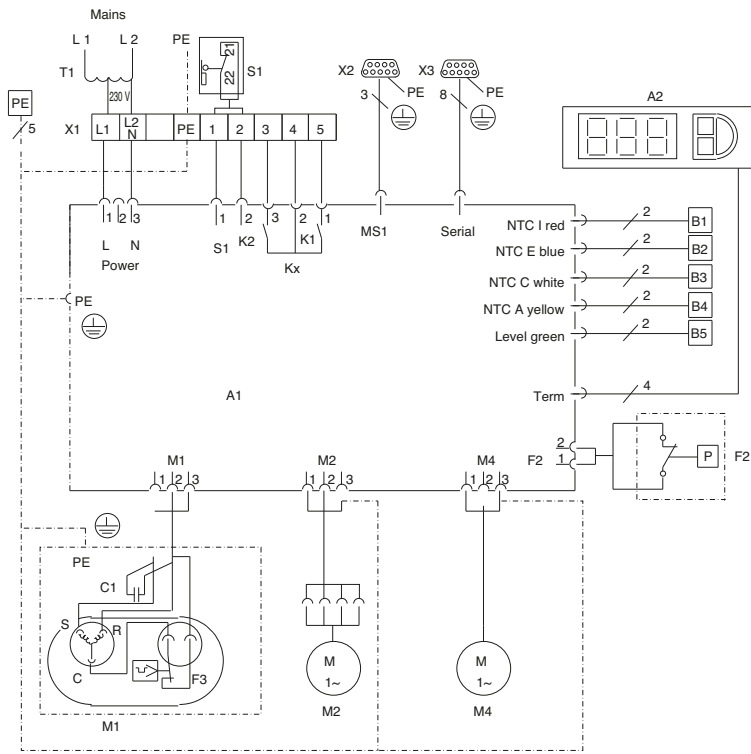 Mains
L 1 L 2 PE
T1
230 V
21
22
S1
X2 X3
PE PE
3 8
A2
PE
5
X1 L1 L2 N PE 1 2 3 4 5
1 2 3 1 2 3 2 1
L N S1 K2 K1 MS1 Serial
Power Kx
NTC I red 2 B1
NTC E blue 2 B2
NTC C white 2 B3
NTC A yellow 2 B4
Level green 2 B5
PE
A1
Term 4
2
1
F2 P F2
M1 M2 M4
1 2 3 1 2 3 1 2 3
PE
C1
S R
C F3
M M
1~ 1~
M1 M2 M4